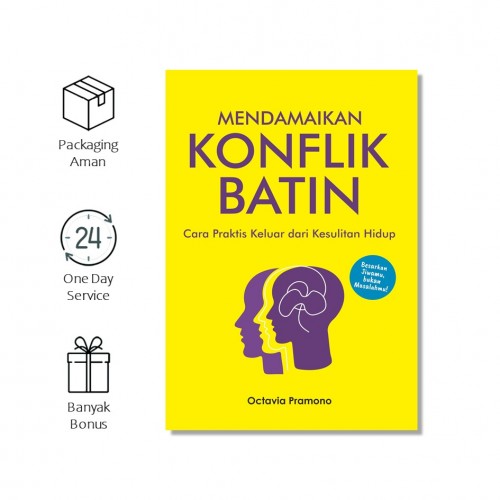 Packaging
Aman
24
One Day
Service
Banyak
Bonus
MENDAMAIKAN
KONFLIK
BATIN
Cara Praktis Keluar dari Kesulitan Hidup
Besarkan
Jiwamu,
bukan
Masalahmu!
Octavia Pramono